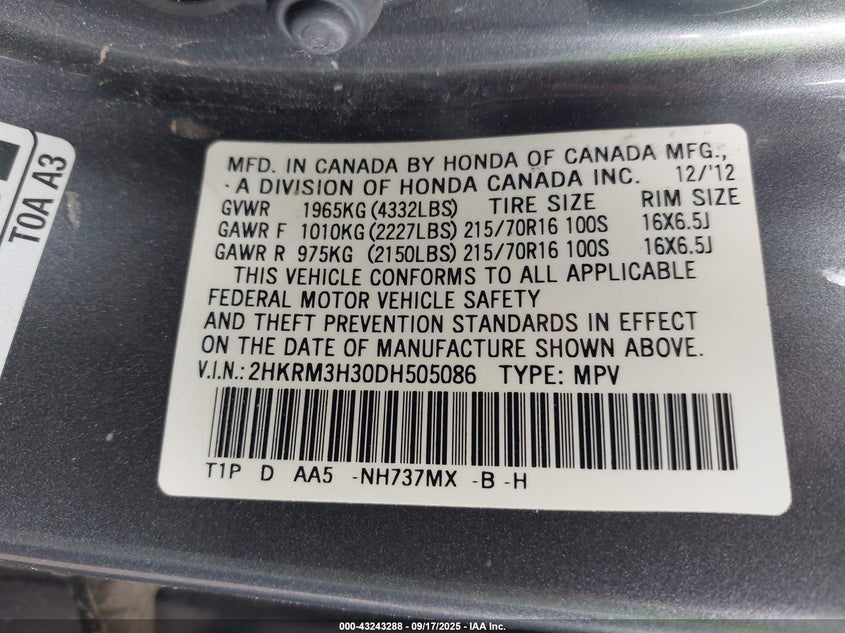 TOA A3
MFD. IN CANADA BY HONDA OF CANADA MFG.,
A DIVISION OF HONDA CANADA INC. 12/'12
GVWR 1965KG (4332LBS) TIRE SIZE RIM SIZE
GAWR F 1010KG (2227LBS) 215/70R16 100S 16X6.5J
GAWR R 975KG (2150LBS) 215/70R16 100S 16X6.5J
THIS VEHICLE CONFORMS TO ALL APPLICABLE
FEDERAL MOTOR VEHICLE SAFETY
AND THEFT PREVENTION STANDARDS IN EFFECT
ON THE DATE OF MANUFACTURE SHOWN ABOVE.
V.I.N.: 2HKRM3H30DH505086 TYPE: MPV
T1P D AA5 -NH737MX -B -H
000-43243288 - 09/17/2025 - IAA Inc.